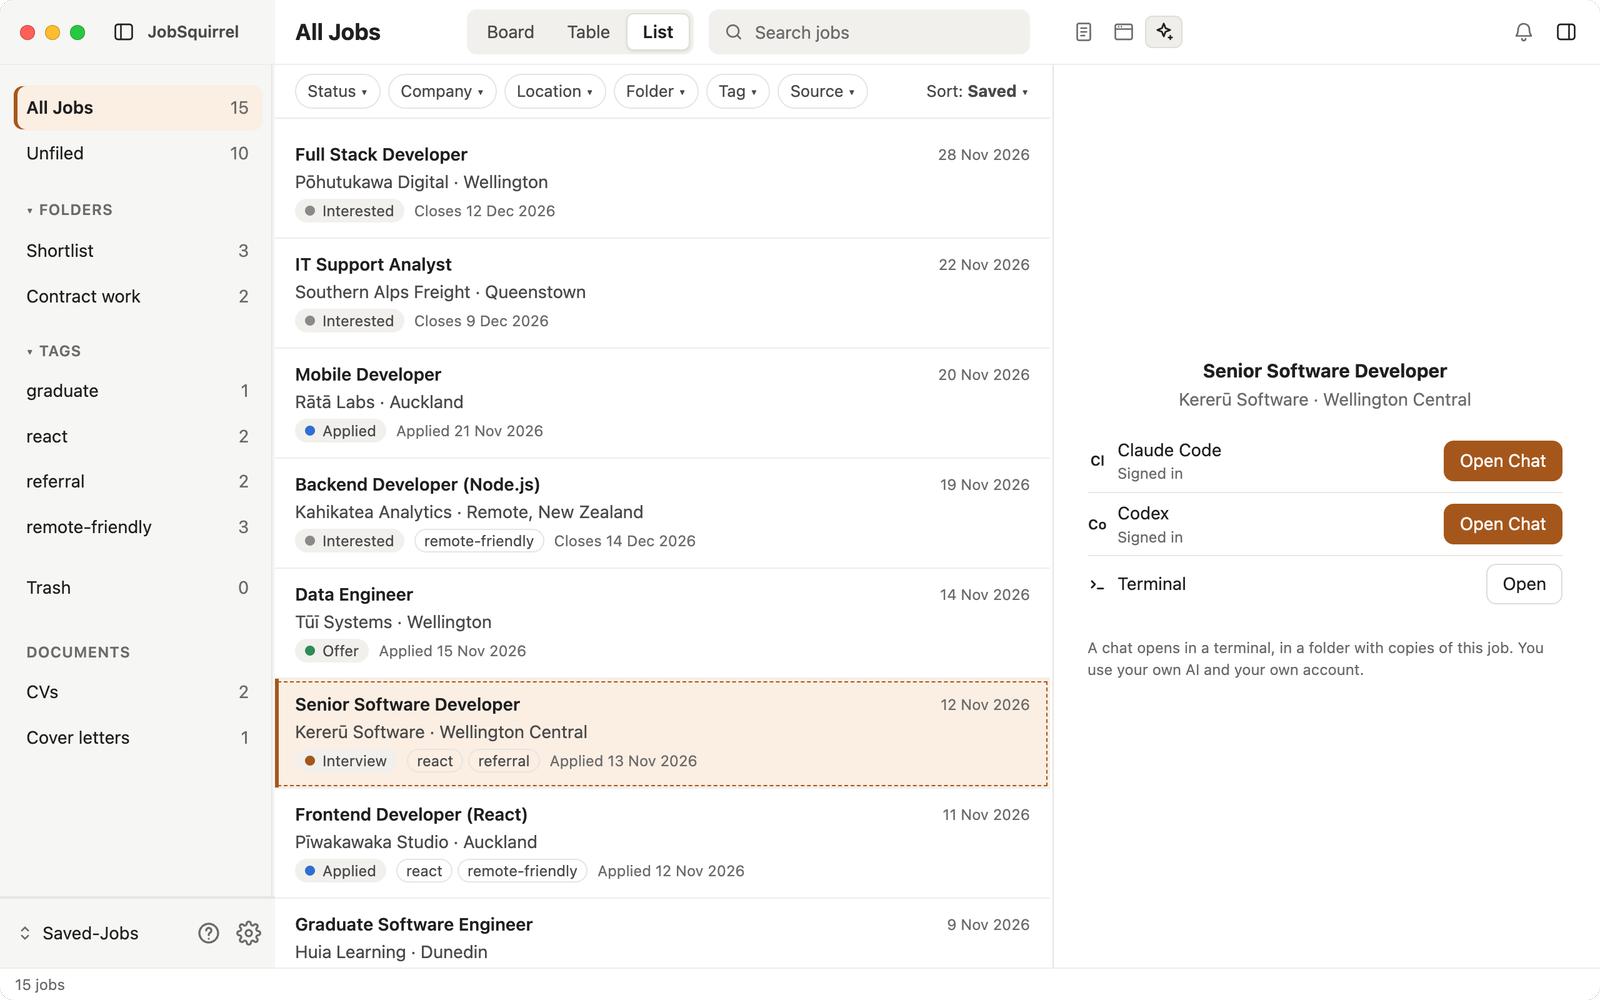 JobSquirrel
All Jobs
Board Table List
Search jobs
All Jobs 15
Unfiled 10
FOLDERS
Shortlist 3
Contract work 2
TAGS
graduate 1
react 2
referral 2
remote-friendly 3
Trash 0
DOCUMENTS
CVs 2
Cover letters 1
Saved-Jobs
15 jobs
Status Company Location Folder Tag Source Sort: Saved
Full Stack Developer 28 Nov 2026
Pōhutukawa Digital · Wellington
Interested Closes 12 Dec 2026
IT Support Analyst 22 Nov 2026
Southern Alps Freight · Queenstown
Interested Closes 9 Dec 2026
Mobile Developer 20 Nov 2026
Rātā Labs · Auckland
Applied Applied 21 Nov 2026
Backend Developer (Node.js) 19 Nov 2026
Kahikatea Analytics · Remote, New Zealand
Interested remote-friendly Closes 14 Dec 2026
Data Engineer 14 Nov 2026
Tūī Systems · Wellington
Offer Applied 15 Nov 2026
Senior Software Developer 12 Nov 2026
Kererū Software · Wellington Central
Interview react referral Applied 13 Nov 2026
Frontend Developer (React) 11 Nov 2026
Pīwakawaka Studio · Auckland
Applied react remote-friendly Applied 12 Nov 2026
Graduate Software Engineer 9 Nov 2026
Huia Learning · Dunedin
Senior Software Developer
Kererū Software · Wellington Central
Cl Claude Code Open Chat
Signed in
Co Codex Open Chat
Signed in
Terminal Open
A chat opens in a terminal, in a folder with copies of this job. You
use your own AI and your own account.